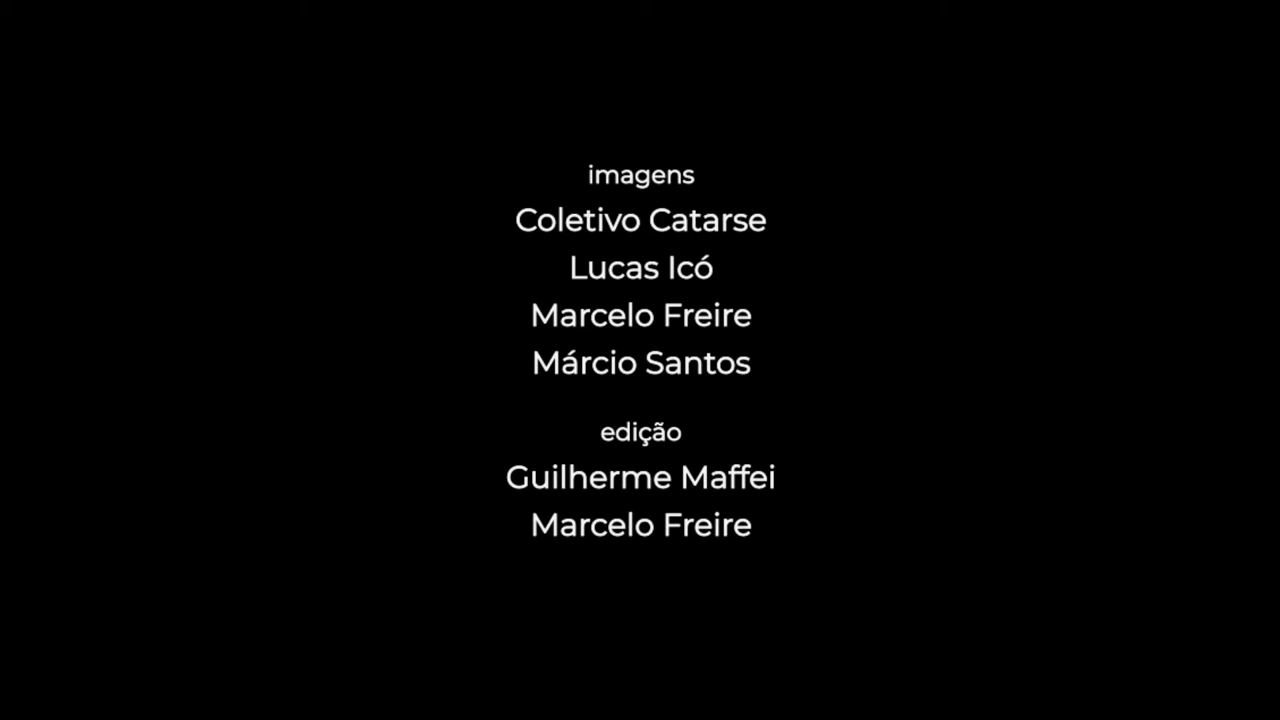 imagens
Coletivo Catarse
Lucas Icó
Marcelo Freire
Márcio Santos
edição
Guilherme Maffei
Marcelo Freire